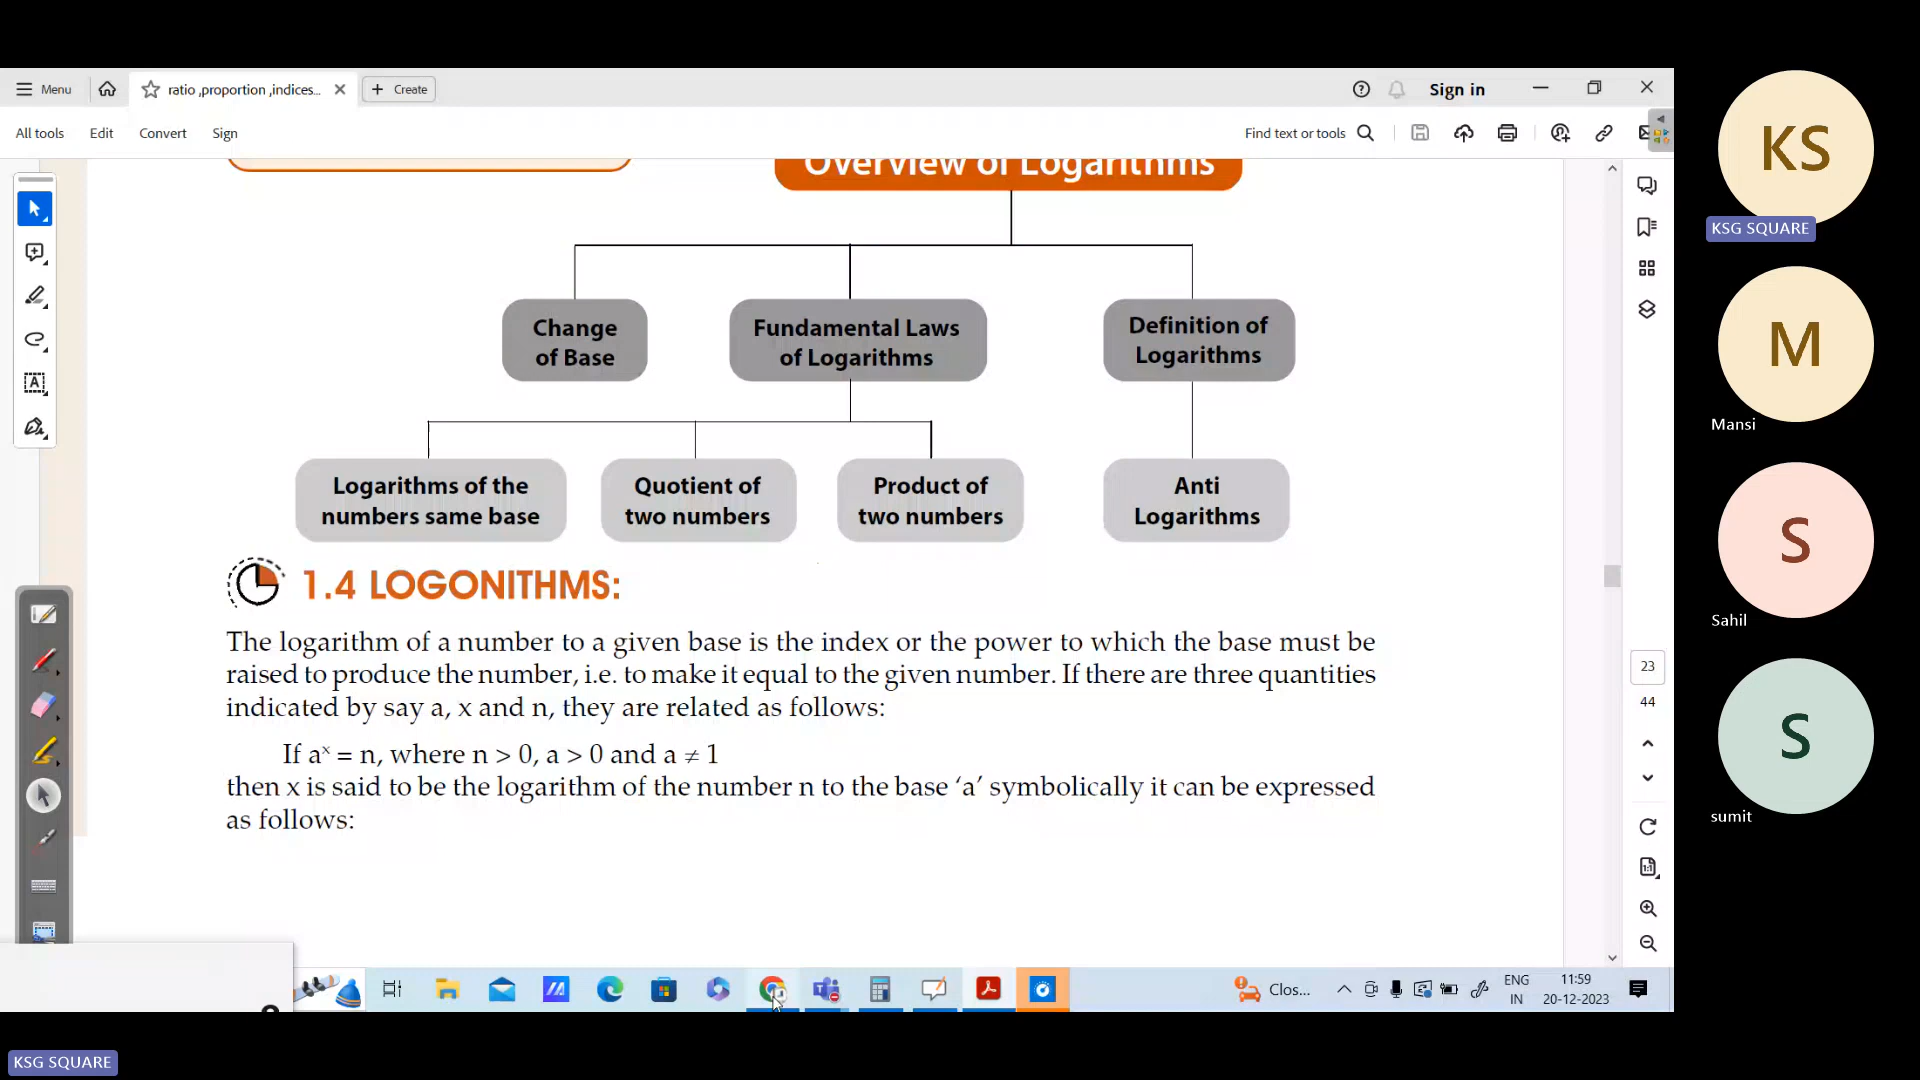 Menu
ratio ,proportion ,indices...
Create
Sign in
All tools
Edit
Convert
Sign
Find text or tools
Overview of Logarithms
Change
of Base
Fundamental Laws
of Logarithms
Definition of
Logarithms
Logarithms of the
numbers same base
Quotient of
two numbers
Product of
two numbers
Anti
Logarithms
1.4 LOGONITHMS:
The logarithm of a number to a given base is the index or the power to which the base must be
raised to produce the number, i.e. to make it equal to the given number. If there are three quantities
indicated by say a, x and n, they are related as follows:
If aˣ = n, where n > 0, a > 0 and a ≠ 1
then x is said to be the logarithm of the number n to the base ‘a’ symbolically it can be expressed
as follows:
23
44
Clos...
ENG
IN
11:59
20-12-2023
KS
KSG SQUARE
M
Mansi
S
Sahil
S
sumit
KSG SQUARE